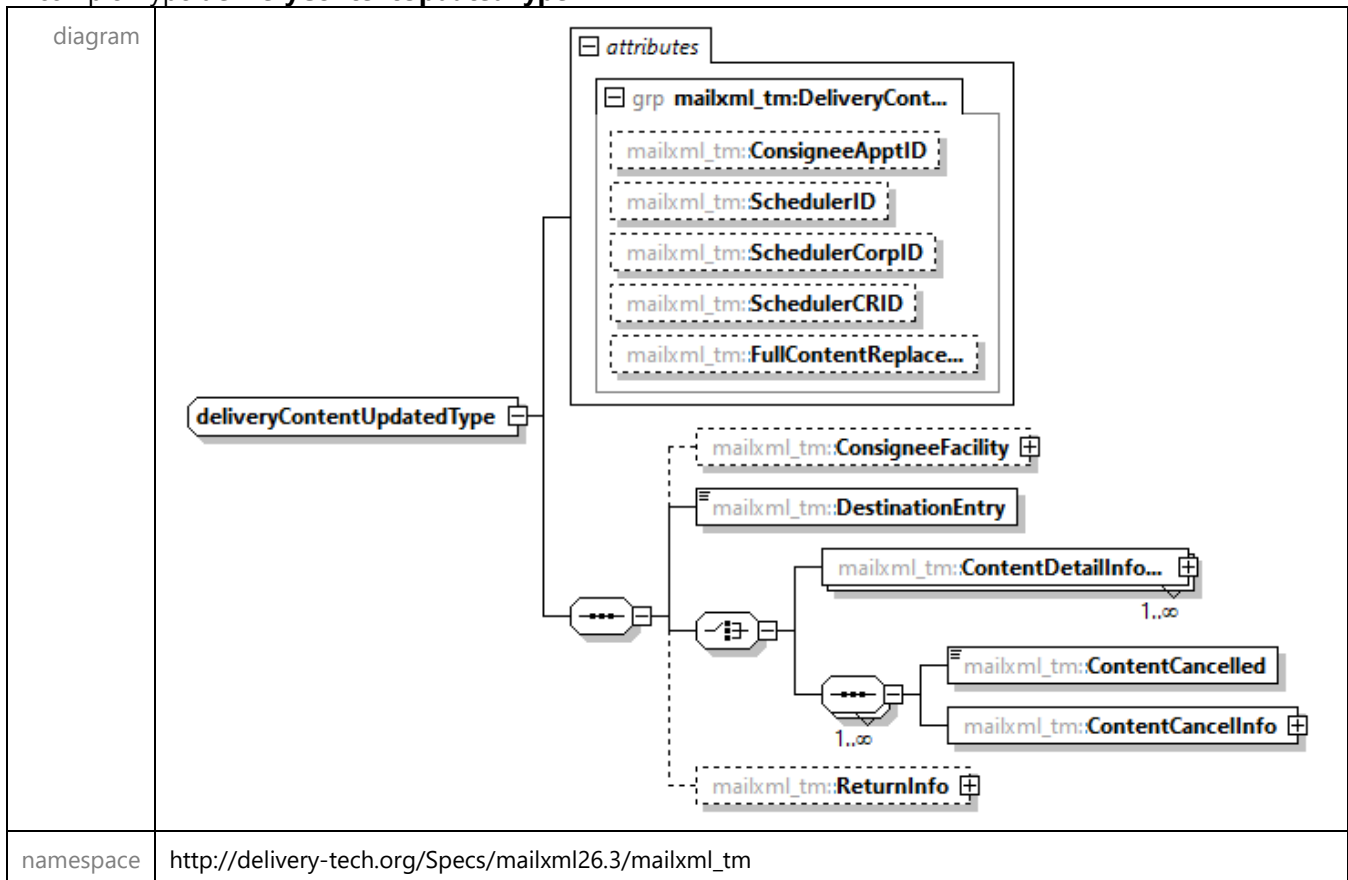 diagram
attributes
grp mailxml_tm:DeliveryCont...
mailxml_tm:ConsigneeApptID
mailxml_tm:SchedulerID
mailxml_tm:SchedulerCorpID
mailxml_tm:SchedulerCRID
mailxml_tm:FullContentReplace...
deliveryContentUpdatedType
mailxml_tm:ConsigneeFacility
mailxml_tm:DestinationEntry
mailxml_tm:ContentDetailInfo...
1..∞
mailxml_tm:ContentCancelled
mailxml_tm:ContentCancelInfo
1..∞
mailxml_tm:ReturnInfo
namespace http://delivery-tech.org/Specs/mailxml26.3/mailxml_tm